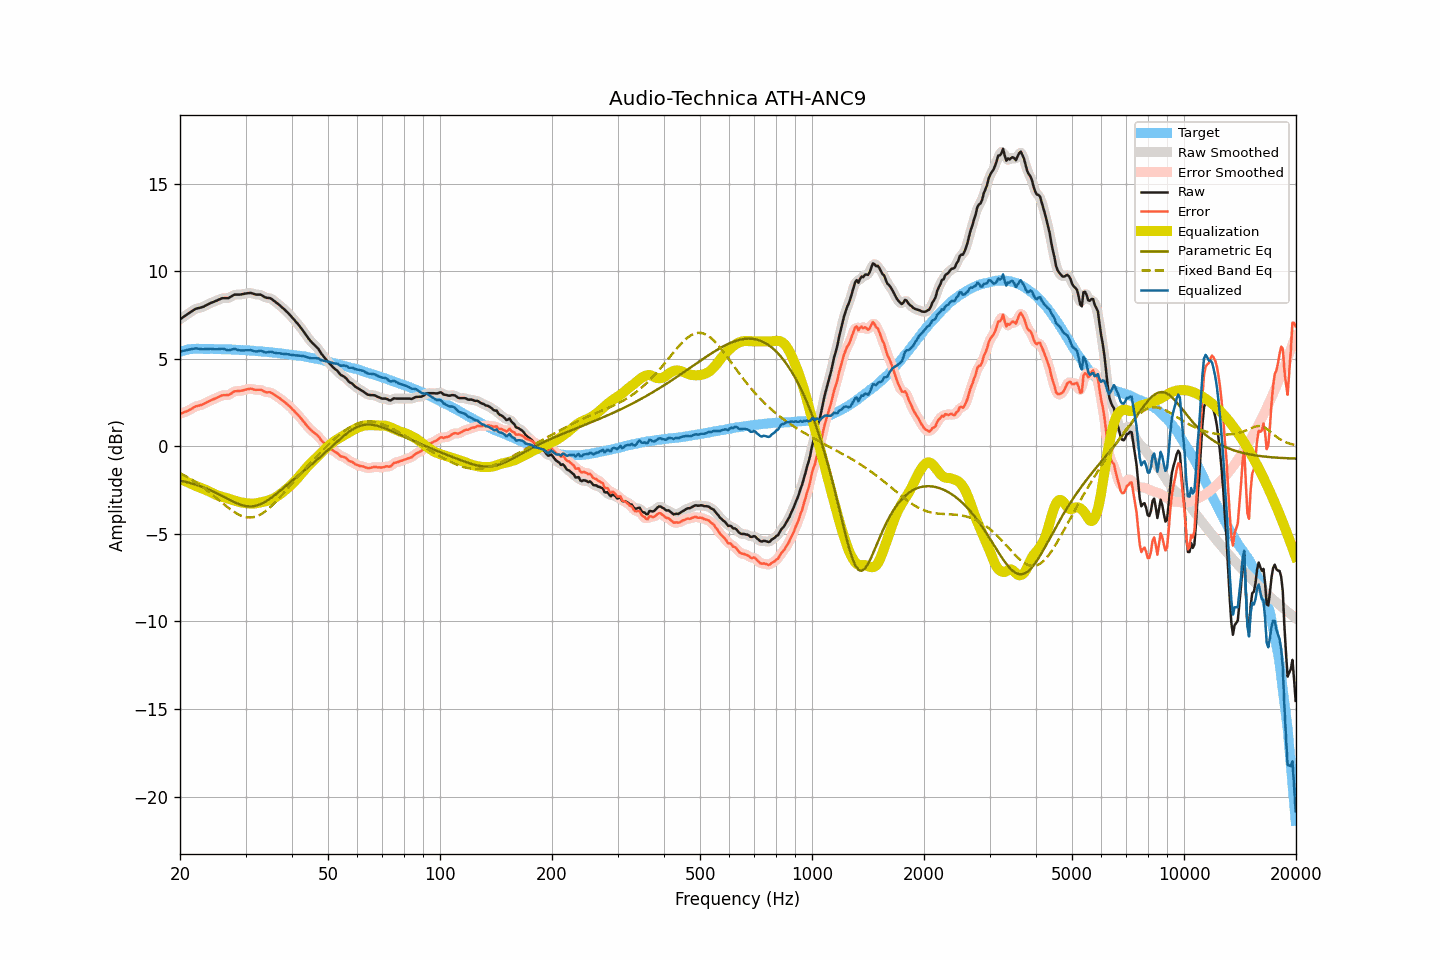 Audio-Technica ATH-ANC9
Target
Raw Smoothed
Error Smoothed
Raw
Error
Equalization
Parametric Eq
Fixed Band Eq
Equalized
Amplitude (dBr)
15
10
5
0
−5
−10
−15
−20
20 50 100 200 500 1000 2000 5000 10000 20000
Frequency (Hz)